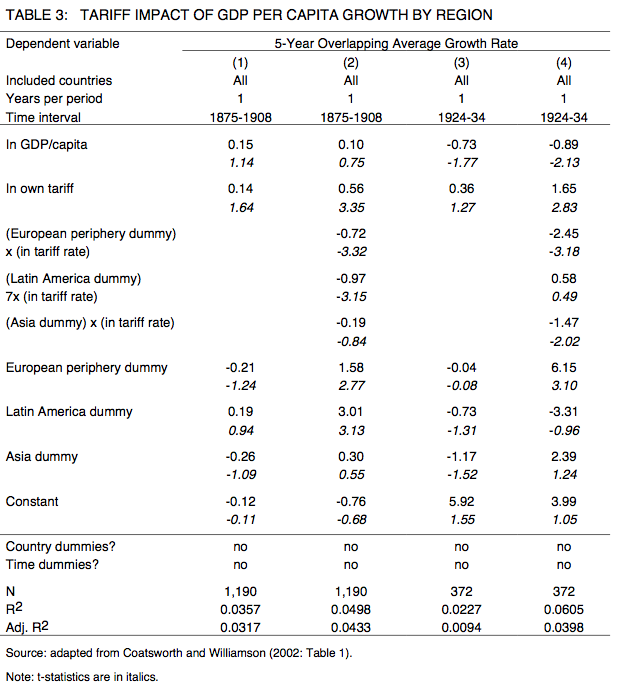 TABLE 3: TARIFF IMPACT OF GDP PER CAPITA GROWTH BY REGION
Dependent variable 5-Year Overlapping Average Growth Rate
(1) (2) (3) (4)
Included countries All All All All
Years per period 1 1 1 1
Time interval 1875-1908 1875-1908 1924-34 1924-34
In GDP/capita 0.15 0.10 -0.73 -0.89
1.14 0.75 -1.77 -2.13
In own tariff 0.14 0.56 0.36 1.65
1.64 3.35 1.27 2.83
(European periphery dummy) -0.72 -2.45
x (in tariff rate) -3.32 -3.18
(Latin America dummy) -0.97 0.58
7x (in tariff rate) -3.15 0.49
(Asia dummy) x (in tariff rate) -0.19 -1.47
-0.84 -2.02
European periphery dummy -0.21 1.58 -0.04 6.15
-1.24 2.77 -0.08 3.10
Latin America dummy 0.19 3.01 -0.73 -3.31
0.94 3.13 -1.31 -0.96
Asia dummy -0.26 0.30 -1.17 2.39
-1.09 0.55 -1.52 1.24
Constant -0.12 -0.76 5.92 3.99
-0.11 -0.68 1.55 1.05
Country dummies? no no no no
Time dummies? no no no no
N 1,190 1,190 372 372
R2 0.0357 0.0498 0.0227 0.0605
Adj. R2 0.0317 0.0433 0.0094 0.0398
Source: adapted from Coatsworth and Williamson (2002: Table 1).
Note: t-statistics are in italics.